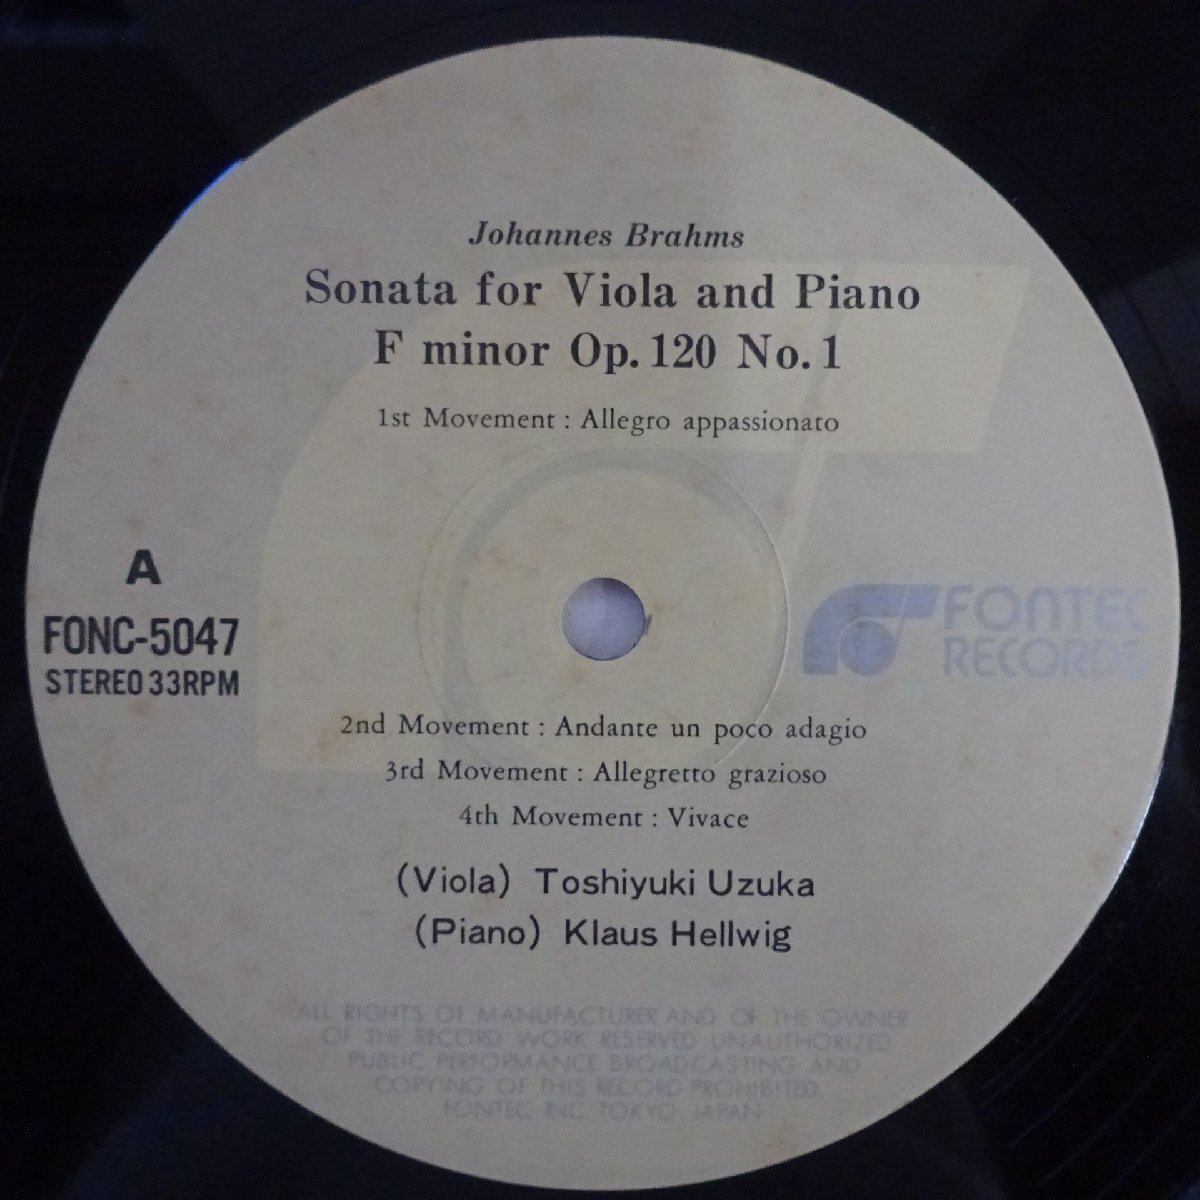 Johannes Brahms
Sonata for Viola and Piano
F minor Op. 120 No. 1
1st Movement : Allegro appassionato
A
FONC-5047
STEREO 33RPM
FONTEC
RECORDS
2nd Movement : Andante un poco adagio
3rd Movement : Allegretto grazioso
4th Movement : Vivace
(Viola) Toshiyuki Uzuka
(Piano) Klaus Hellwig
ALL RIGHTS OF MANUFACTURER AND OF THE OWNER
OF THE RECORD WORK RESERVED UNAUTHORIZED
PUBLIC PERFORMANCE BROADCASTING AND
COPYING OF THIS RECORD PROHIBITED.
FONTEC INC. TOKYO JAPAN